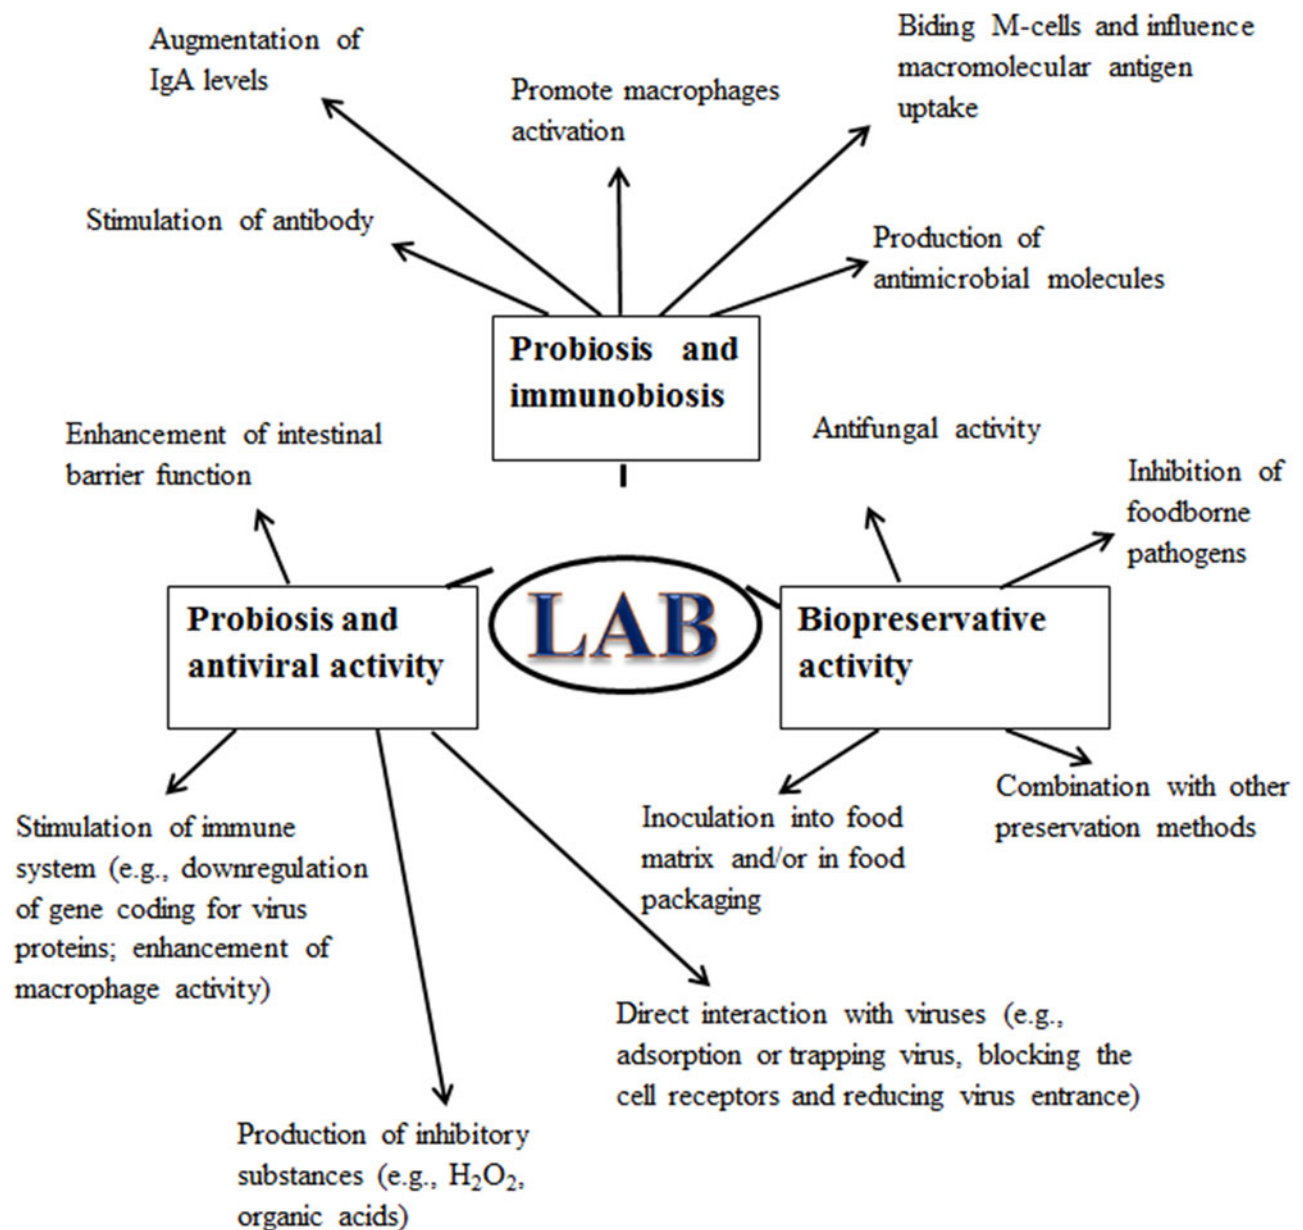 Augmentation of
IgA levels
Promote macrophages
activation
Biding M-cells and influence
macromolecular antigen
uptake
Stimulation of antibody
Production of
antimicrobial molecules
Probiosis and
immunobiosis
Enhancement of intestinal
barrier function
Antifungal activity
Inhibition of
foodborne
pathogens
Probiosis and
antiviral activity
LAB
Biopreservative
activity
Stimulation of immune
system (e.g., downregulation
of gene coding for virus
proteins; enhancement of
macrophage activity)
Inoculation into food
matrix and/or in food
packaging
Combination with other
preservation methods
Direct interaction with viruses (e.g.,
adsorption or trapping virus, blocking the
cell receptors and reducing virus entrance)
Production of inhibitory
substances (e.g., H₂O₂,
organic acids)